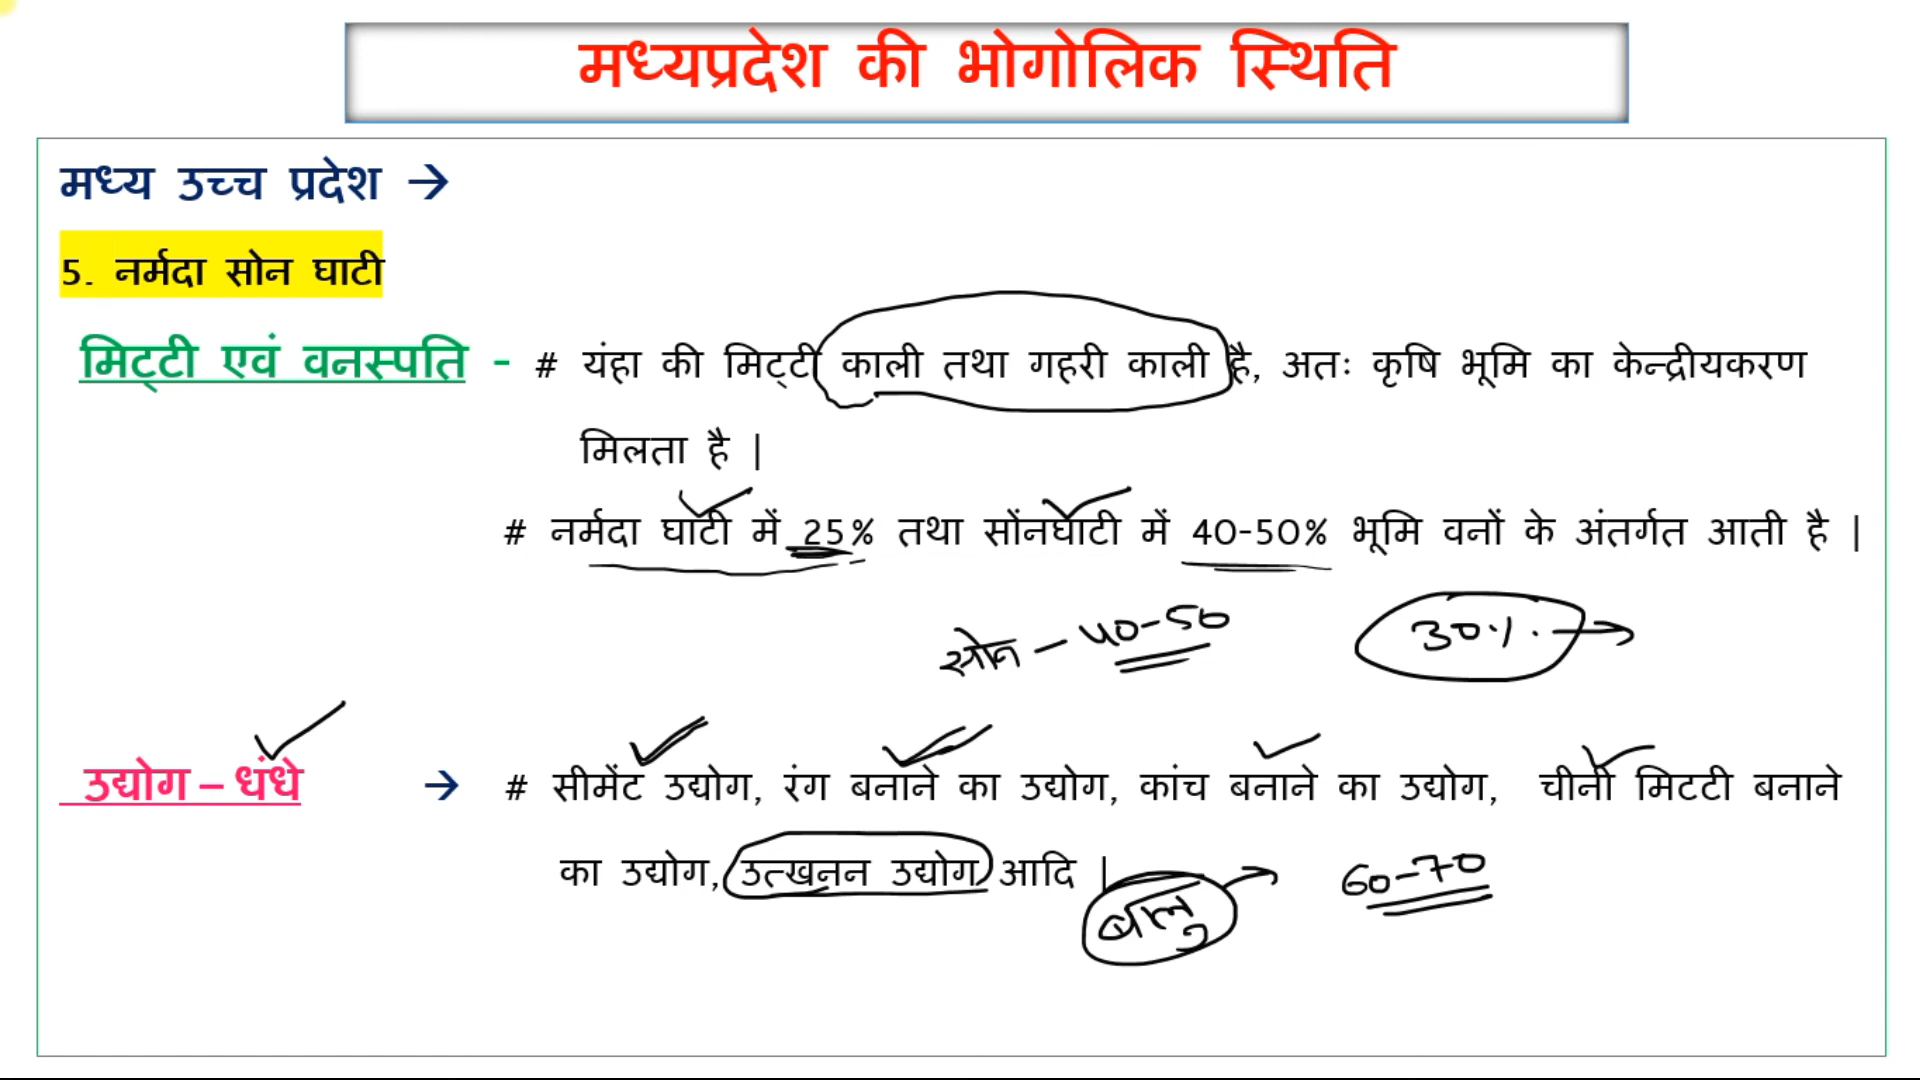 मध्यप्रदेश की भोगोलिक स्थिति
मध्य उच्च प्रदेश →
5. नर्मदा सोन घाटी
मिट्टी एवं वनस्पति - # यंहा की मिट्टी काली तथा गहरी काली है, अतः कृषि भूमि का केन्द्रीयकरण
मिलता है |
# नर्मदा घाटी में 25% तथा सोंनघाटी में 40-50% भूमि वनों के अंतर्गत आती है |
सोन - 40-50 30% →
उद्योग – धंधे → # सीमेंट उद्योग, रंग बनाने का उद्योग, कांच बनाने का उद्योग, चीनी मिटटी बनाने
का उद्योग, उत्खनन उद्योग आदि |
बालु → 60-70